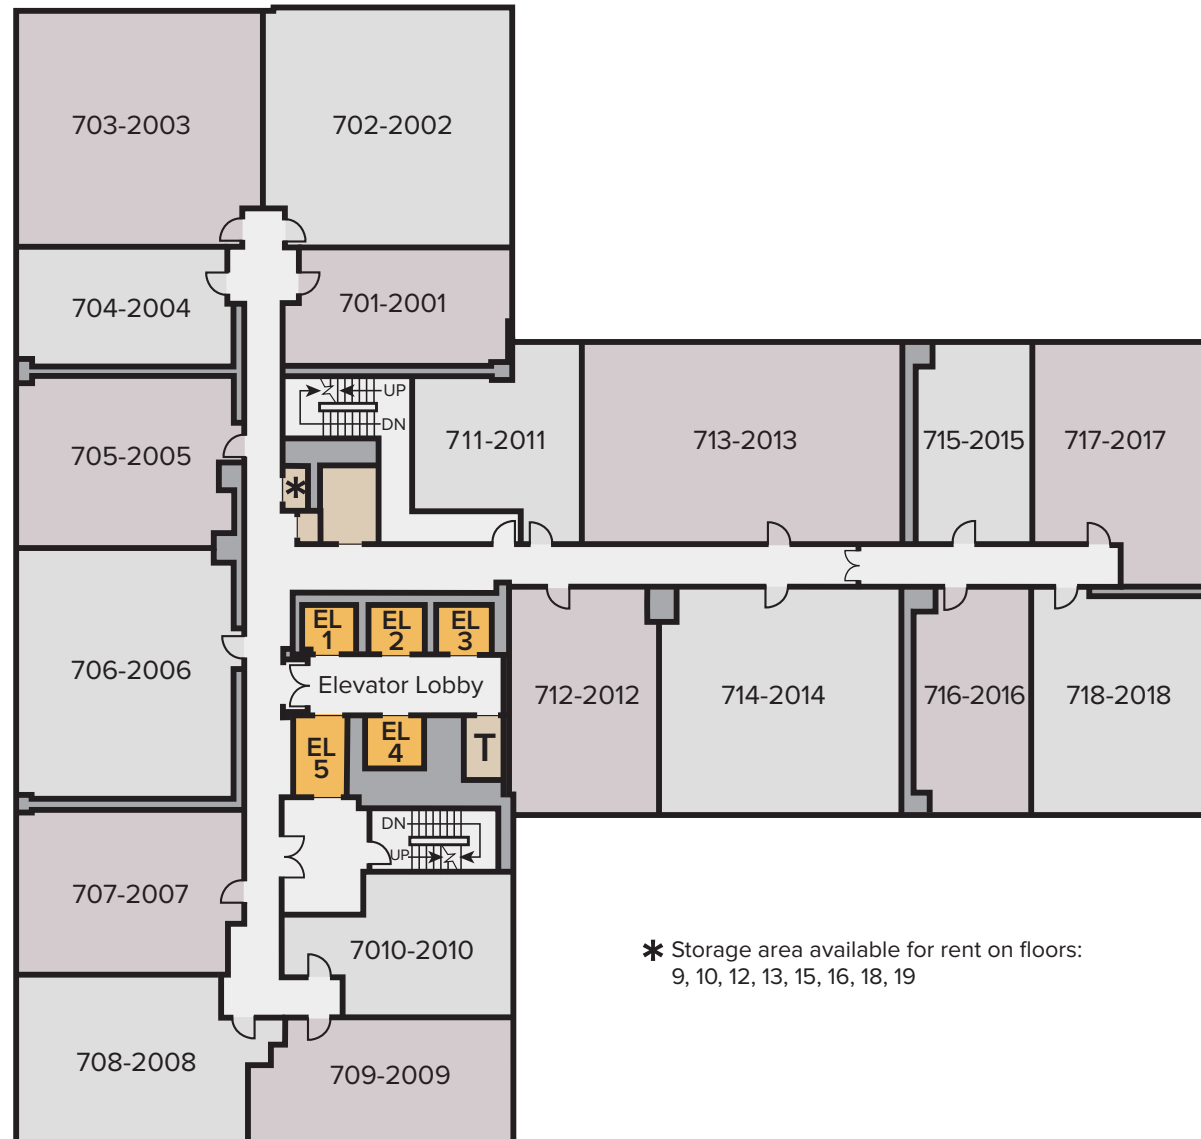 703-2003
702-2002
704-2004
701-2001
UP
DN
705-2005
711-2011
713-2013
715-2015
717-2017
*
EL
1
EL
2
EL
3
706-2006
Elevator Lobby
712-2012
714-2014
716-2016
718-2018
EL
5
EL
4
T
DN
UP
707-2007
7010-2010
* Storage area available for rent on floors:
9, 10, 12, 13, 15, 16, 18, 19
708-2008
709-2009